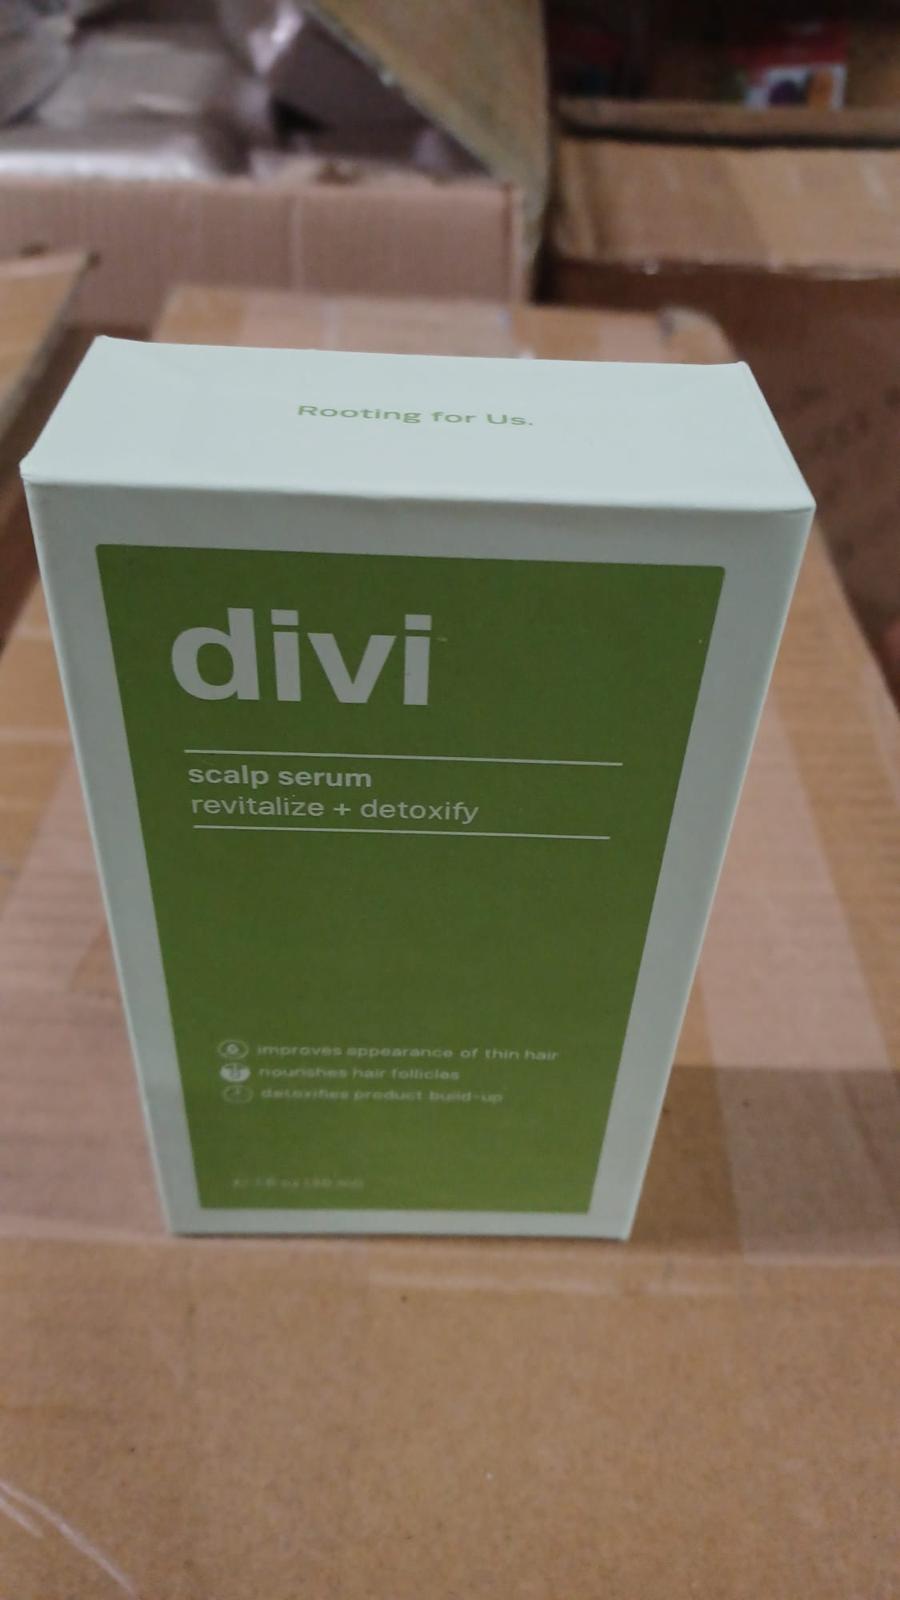 Rooting for Us.
divi
scalp serum
revitalize + detoxify
improves appearance of thin hair
nourishes hair follicles
detoxifies product build-up